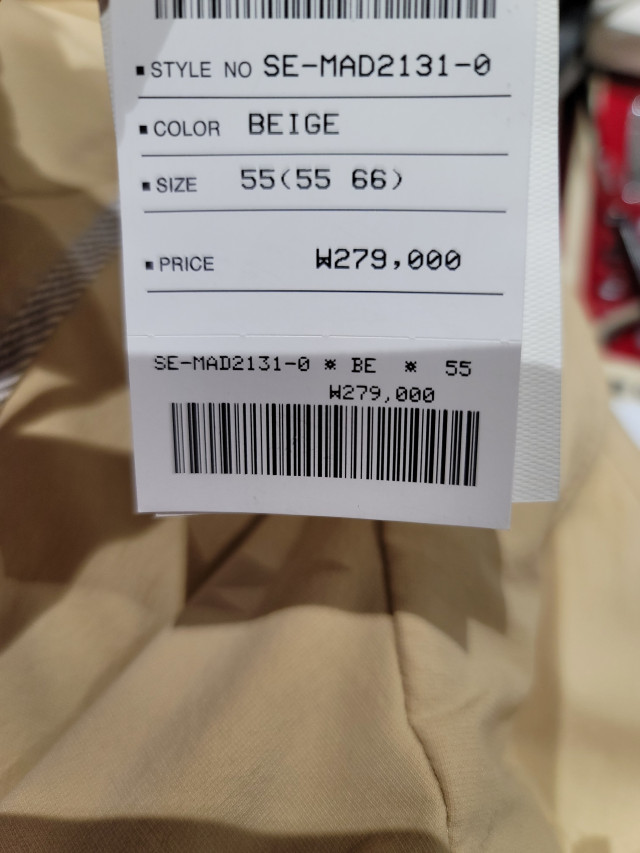 ▪ STYLE NO SE-MAD2131-0
▪ COLOR BEIGE
▪ SIZE 55(55 66)
▪ PRICE ₩279,000
SE-MAD2131-0 ※ BE ※ 55
₩279,000